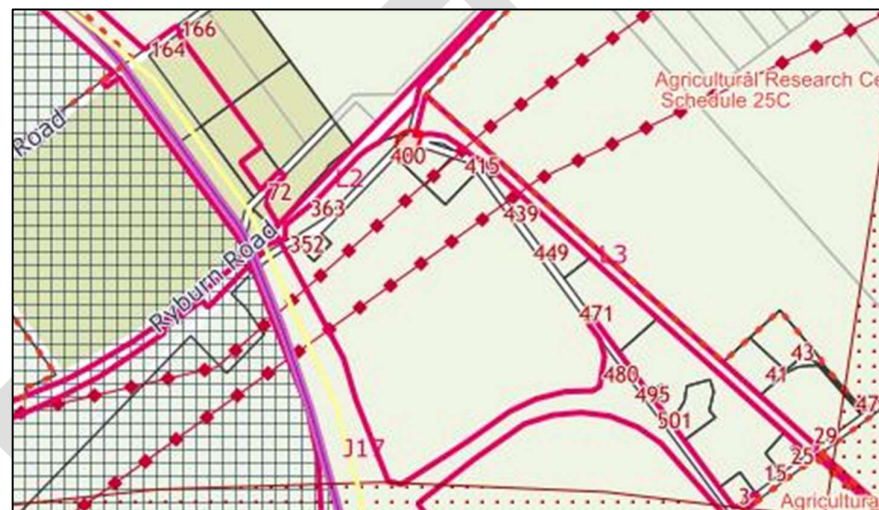 166
164
Agricultural Research Ce
Schedule 25C
Road
400
415
72
L2
363
439
352
449
L3
Ryburn Road
471
43
41
480
495
47
501
29
J17
25
15
3
Agricultura